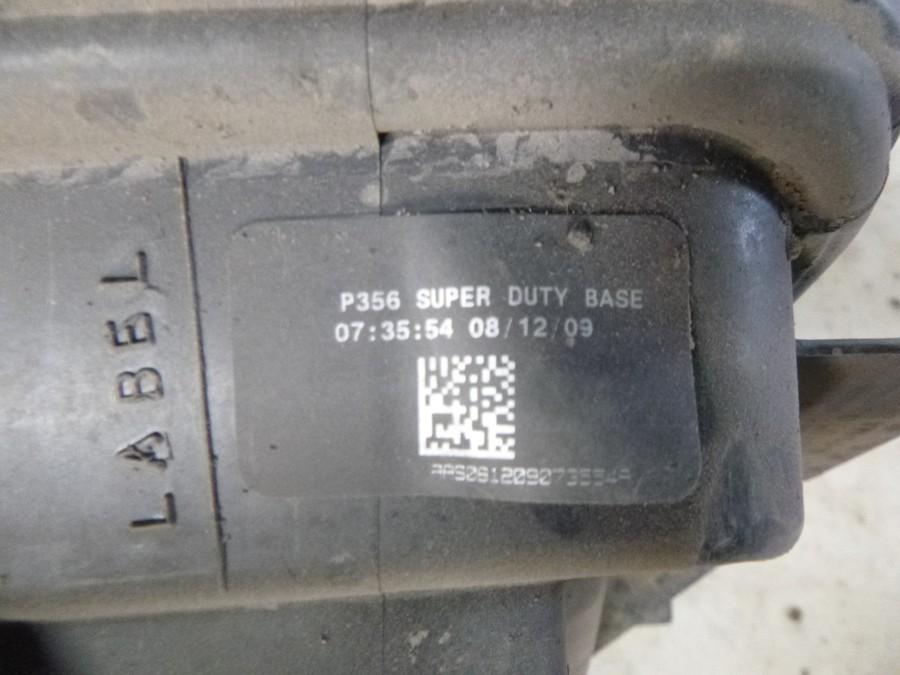 LABEL
P356 SUPER DUTY BASE
07:35:54 08/12/09